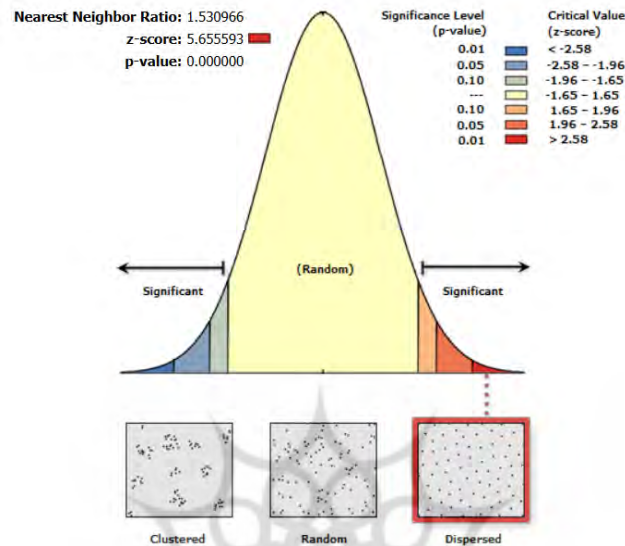 Nearest Neighbor Ratio: 1.530966
z-score: 5.655593
p-value: 0.000000
Significance Level
(p-value)
Critical Value
(z-score)
0.01 < -2.58
0.05 -2.58 - -1.96
0.10 -1.96 - -1.65
--- -1.65 - 1.65
0.10 1.65 - 1.96
0.05 1.96 - 2.58
0.01 > 2.58
(Random)
Significant
Significant
Clustered
Random
Dispersed